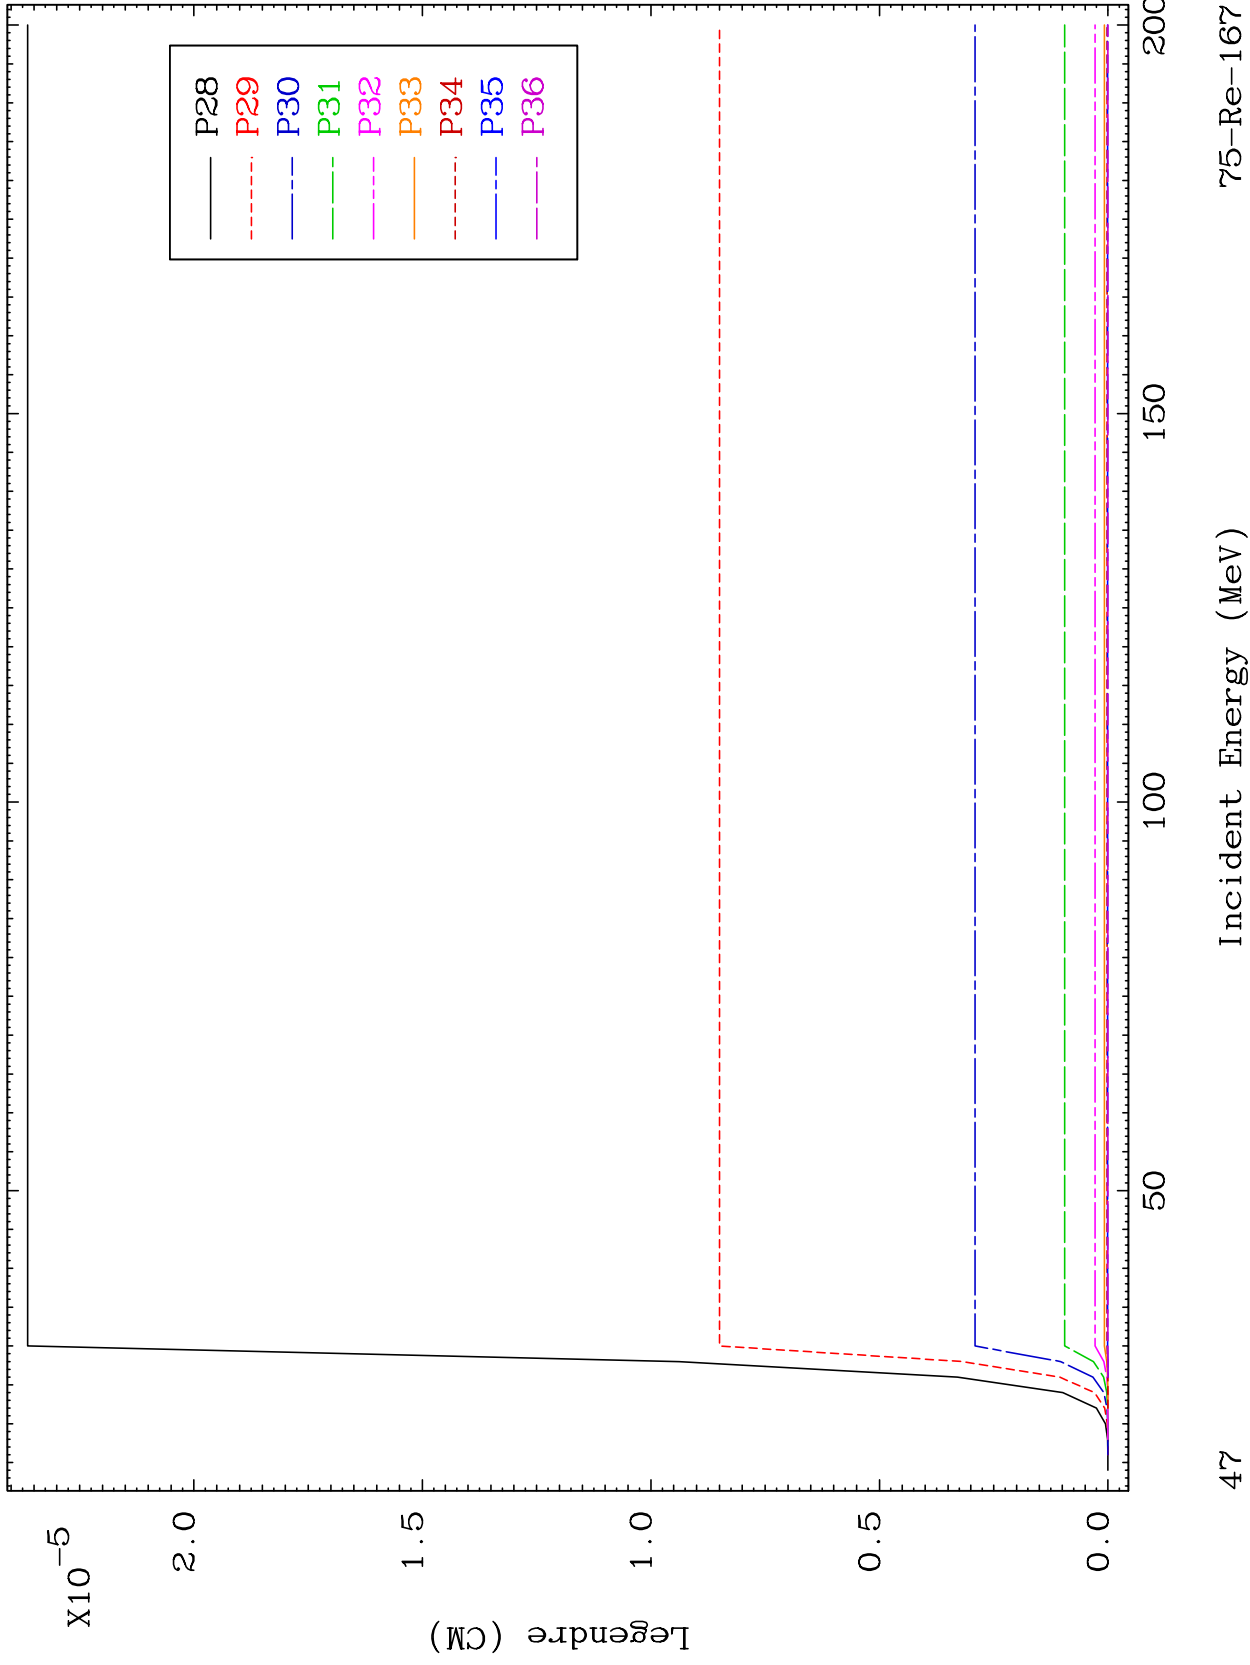 X10-5
2.0
1.5
1.0
0.5
0.0
Legendre (CM)
P28
P29
P30
P31
P32
P33
P34
P35
P36
50
100
150
200
Incident Energy (MeV)
47
75-Re-167